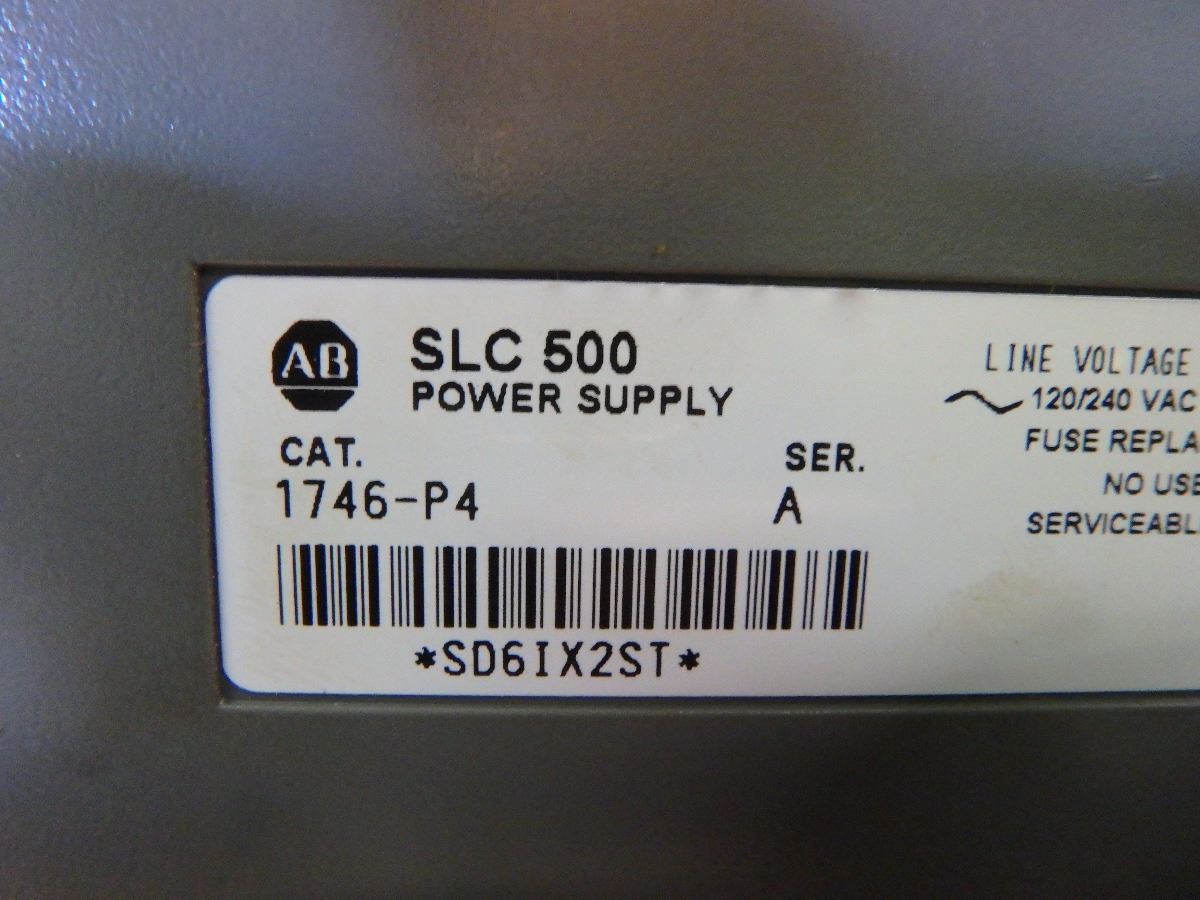 AB
SLC 500
POWER SUPPLY
CAT.
SER.
1746-P4
A
*SD6IX2ST*
LINE VOLTAGE
120/240 VAC
FUSE REPLA
NO USE
SERVICEABL